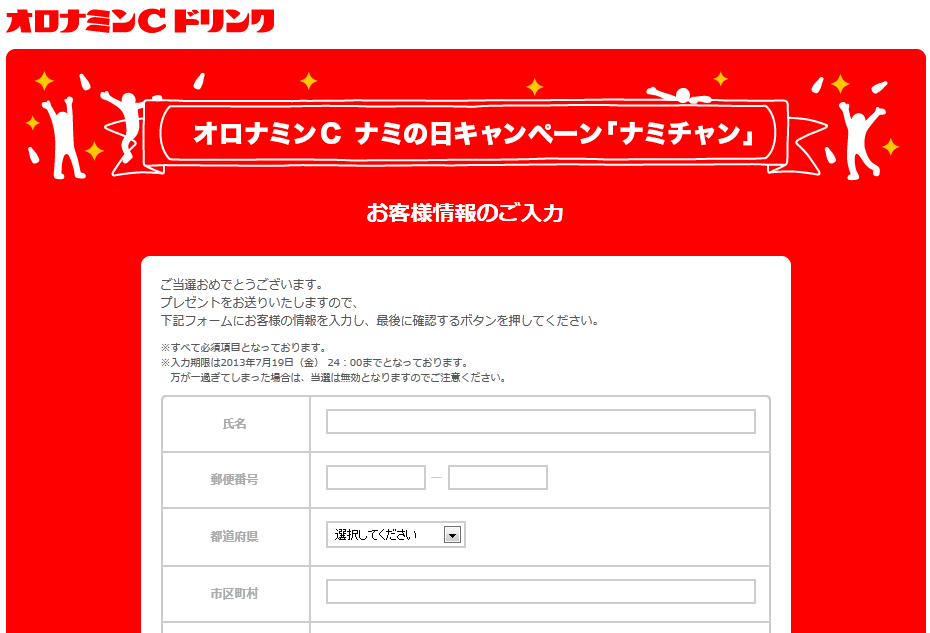 オロナミンC ドリンク
オロナミンC ナミの日キャンペーン「ナミチャン」
お客様情報のご入力
ご当選おめでとうございます。
プレゼントをお送りいたしますので、
下記フォームにお客様の情報を入力し、最後に確認するボタンを押してください。
※すべて必須項目となっております。
※入力期限は2013年7月19日（金） 24：00までとなっております。
万が一過ぎてしまった場合は、当選は無効となりますのでご注意ください。
氏名
郵便番号 －
都道府県 選択してください
市区町村